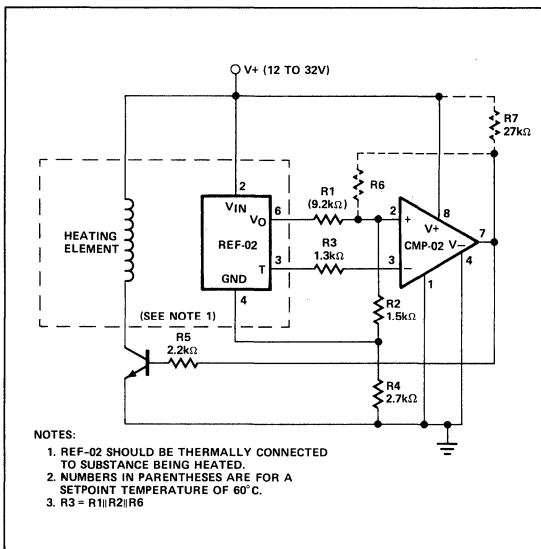 V+ (12 TO 32V)
R7
27kΩ
R6
2
VIN
VO
6
R1
(9.2kΩ)
2
+
V+
8
HEATING
ELEMENT
REF-02
R3
1.3kΩ
CMP-02
V−
7
4
T
3
3
−
GND
4
1
R2
1.5kΩ
(SEE NOTE 1)
R5
2.2kΩ
R4
2.7kΩ
NOTES:
1. REF-02 SHOULD BE THERMALLY CONNECTED
TO SUBSTANCE BEING HEATED.
2. NUMBERS IN PARENTHESES ARE FOR A
SETPOINT TEMPERATURE OF 60°C.
3. R3 = R1||R2||R6